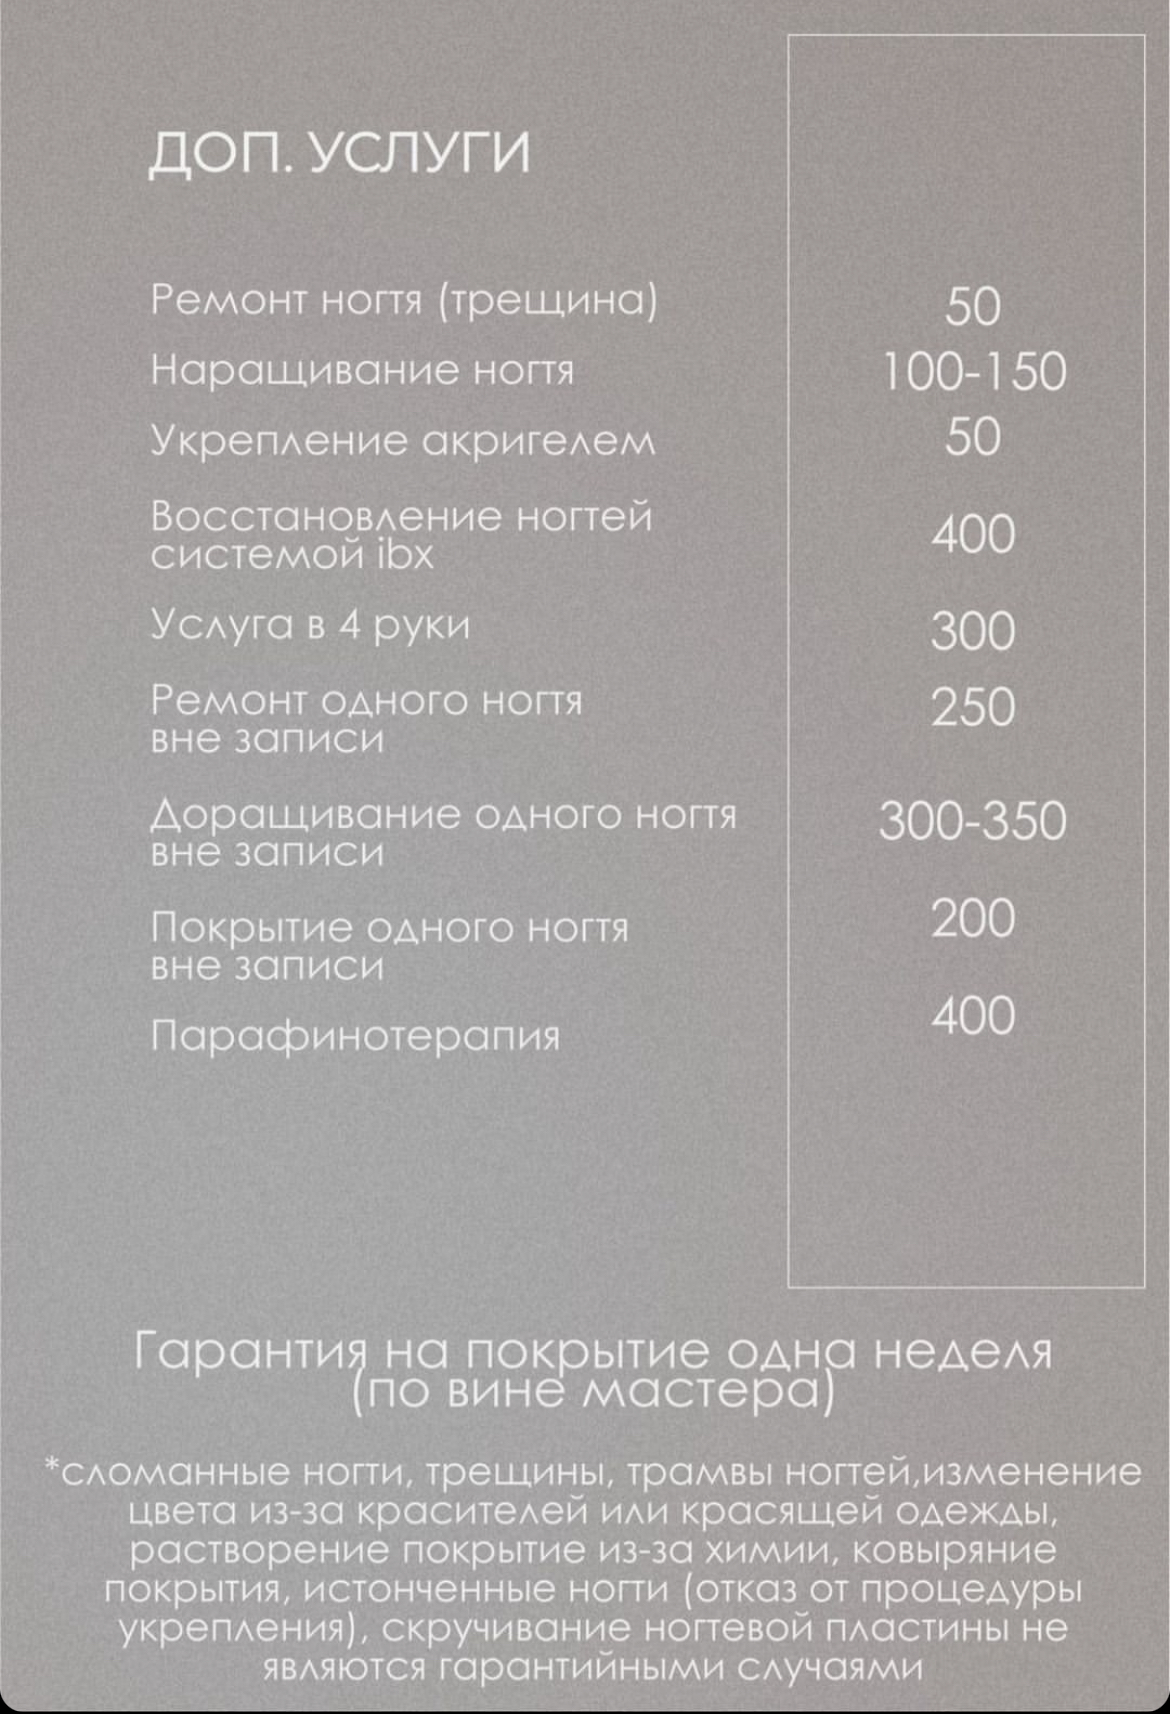 ДОП. УСЛУГИ
Ремонт ногтя (трещина) 50
Наращивание ногтя 100-150
Укрепление акригелем 50
Восстановление ногтей
системой ibx 400
Услуга в 4 руки 300
Ремонт одного ногтя 250
вне записи
Доращивание одного ногтя 300-350
вне записи
Покрытие одного ногтя 200
вне записи
Парафинотерапия 400
Гарантия на покрытие одна неделя
(по вине мастера)
*сломанные ногти, трещины, трамвы ногтей,изменение
цвета из-за красителей или красящей одежды,
растворение покрытие из-за химии, ковыряние
покрытия, истонченные ногти (отказ от процедуры
укрепления), скручивание ногтевой пластины не
являются гарантийными случаями